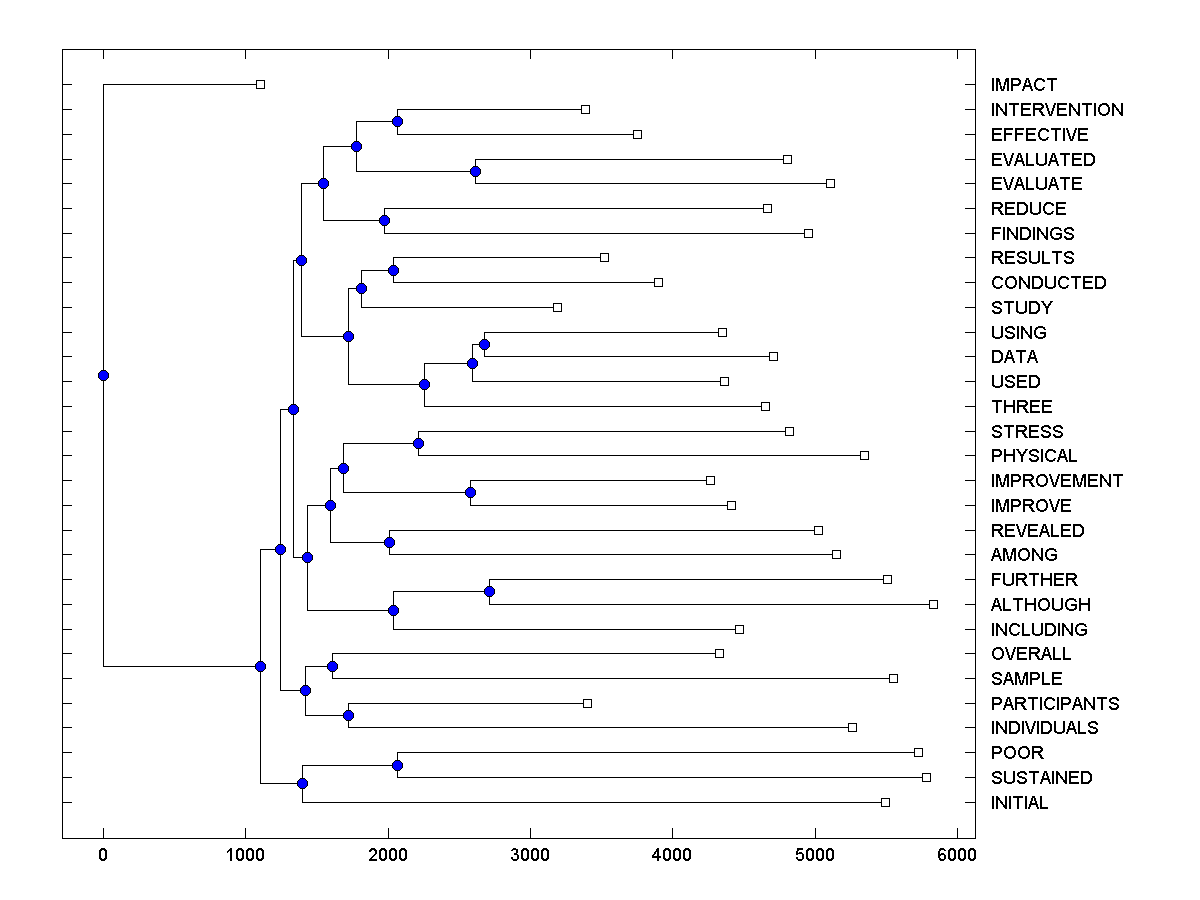 IMPACT
INTERVENTION
EFFECTIVE
EVALUATED
EVALUATE
REDUCE
FINDINGS
RESULTS
CONDUCTED
STUDY
USING
DATA
USED
THREE
STRESS
PHYSICAL
IMPROVEMENT
IMPROVE
REVEALED
AMONG
FURTHER
ALTHOUGH
INCLUDING
OVERALL
SAMPLE
PARTICIPANTS
INDIVIDUALS
POOR
SUSTAINED
INITIAL
0 1000 2000 3000 4000 5000 6000